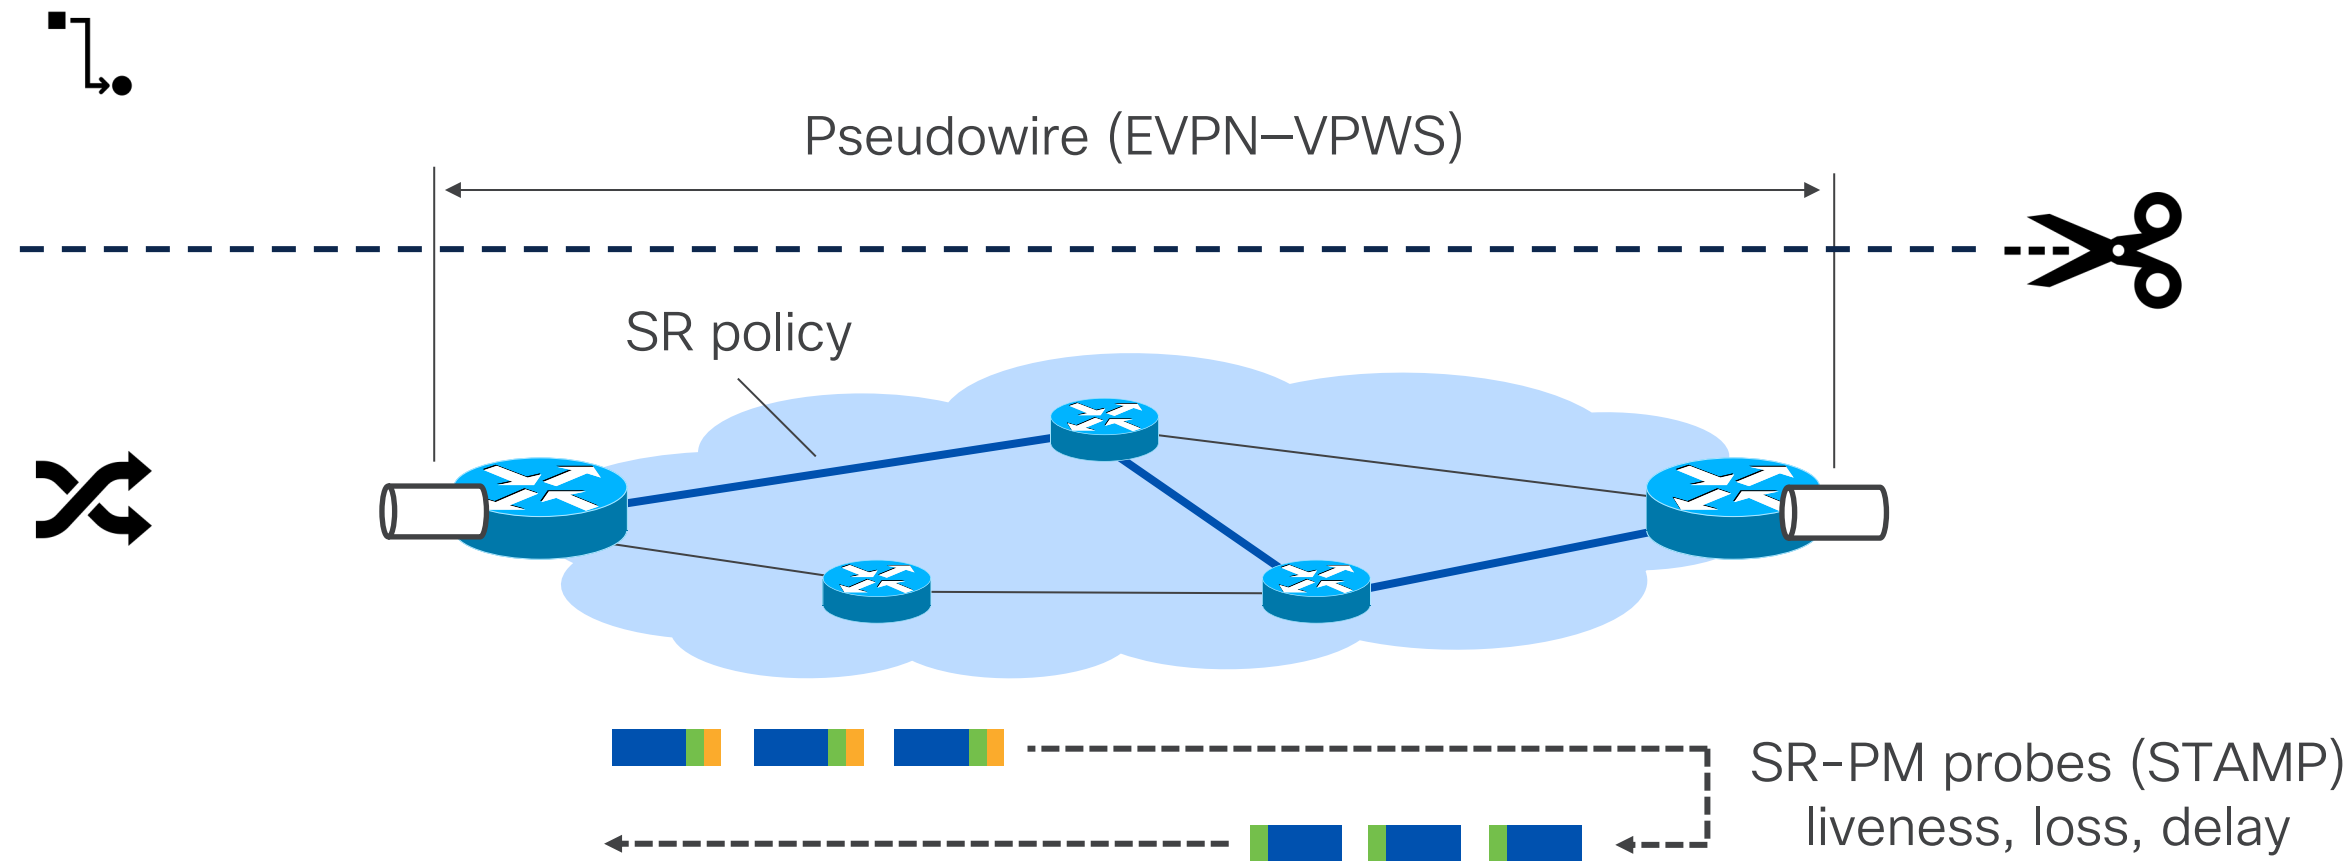 Pseudowire (EVPN–VPWS)
SR policy
SR-PM probes (STAMP)
liveness, loss, delay